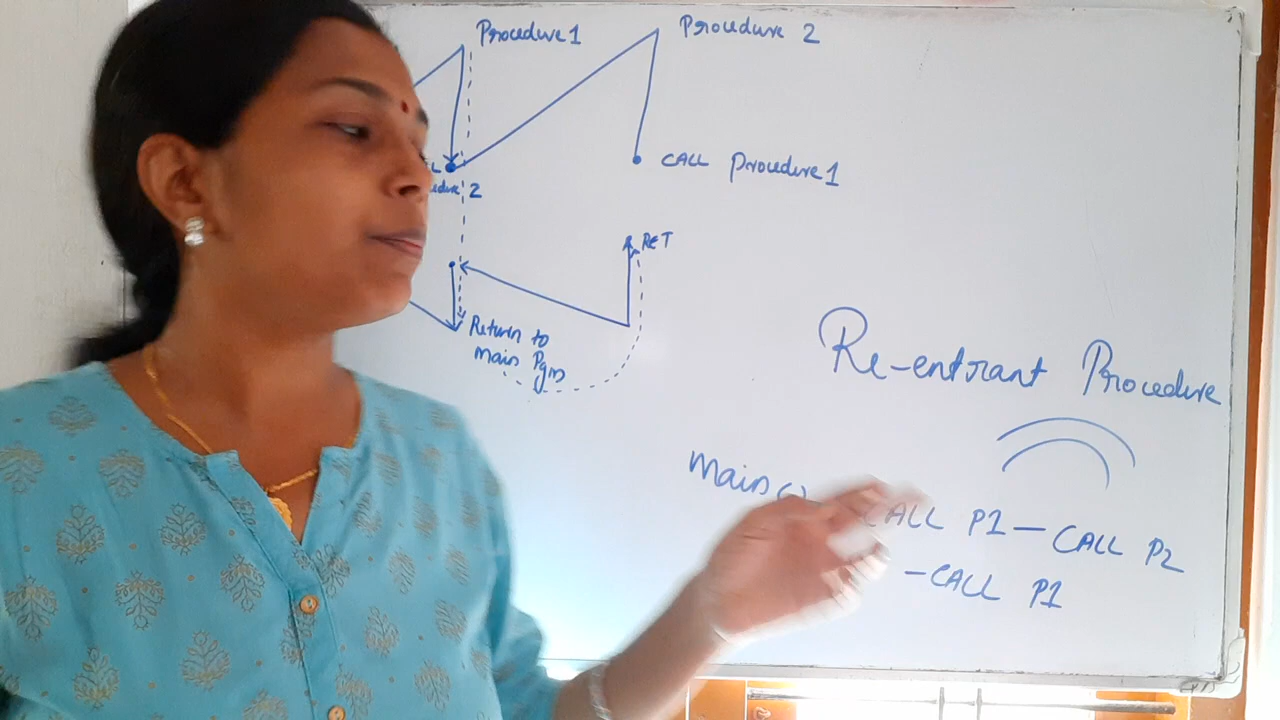 Procedure 1
Procedure 2
CALL Procedure 1
2
RET
Return to
main Pgm
Re-entrant Procedure
main()
CALL P1 — CALL P2
- CALL P1